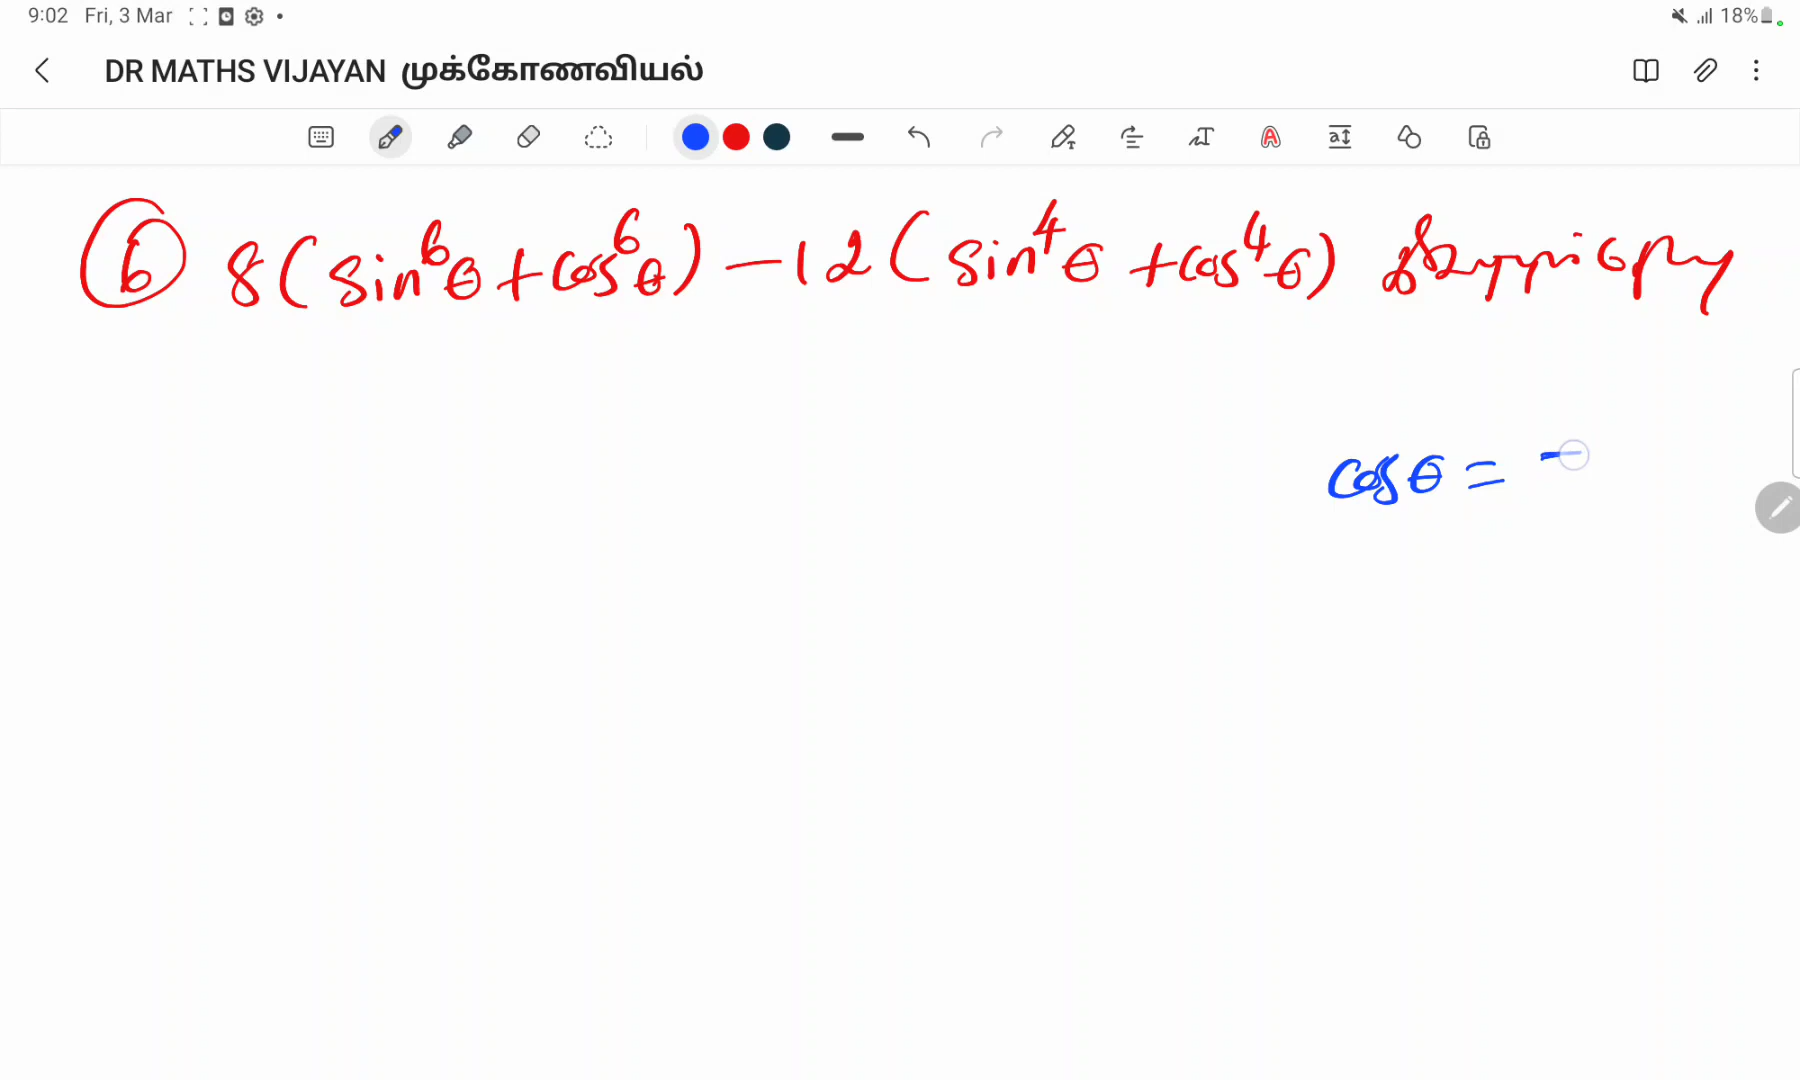 9:02 Fri, 3 Mar 18%
DR MATHS VIJAYAN முக்கோணவியல்
6 8(sin⁶θ + cos⁶θ) – 12(sin⁴θ + cos⁴θ)
cosθ = –